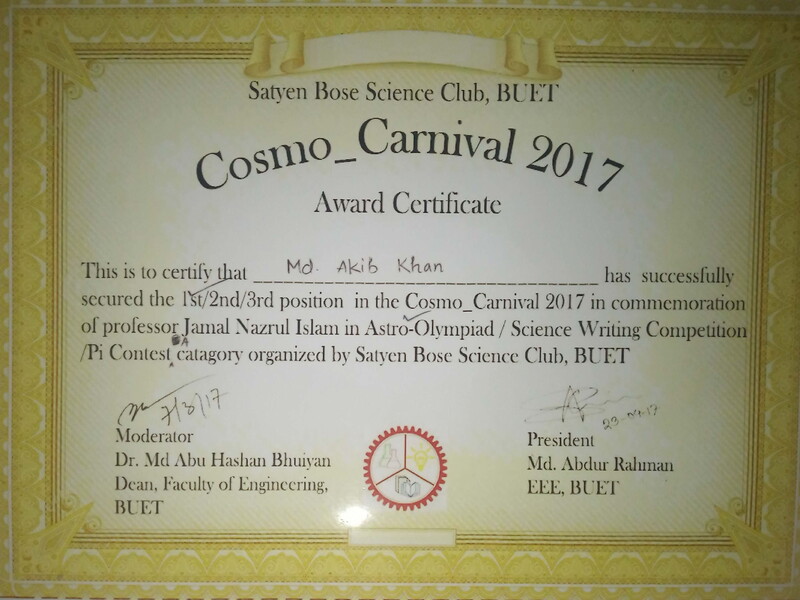 Satyen Bose Science Club, BUET
Cosmo_Carnival 2017
Award Certificate
This is to certify that Md. Akib Khan has successfully
secured the 1st/2nd/3rd position in the Cosmo_Carnival 2017 in commemoration
of professor Jamal Nazrul Islam in Astro-Olympiad / Science Writing Competition
/Pi Contest A catagory organized by Satyen Bose Science Club, BUET
7/3/17
Moderator
Dr. Md Abu Hashan Bhuiyan
Dean, Faculty of Engineering,
BUET
President
Md. Abdur Rahman
EEE, BUET